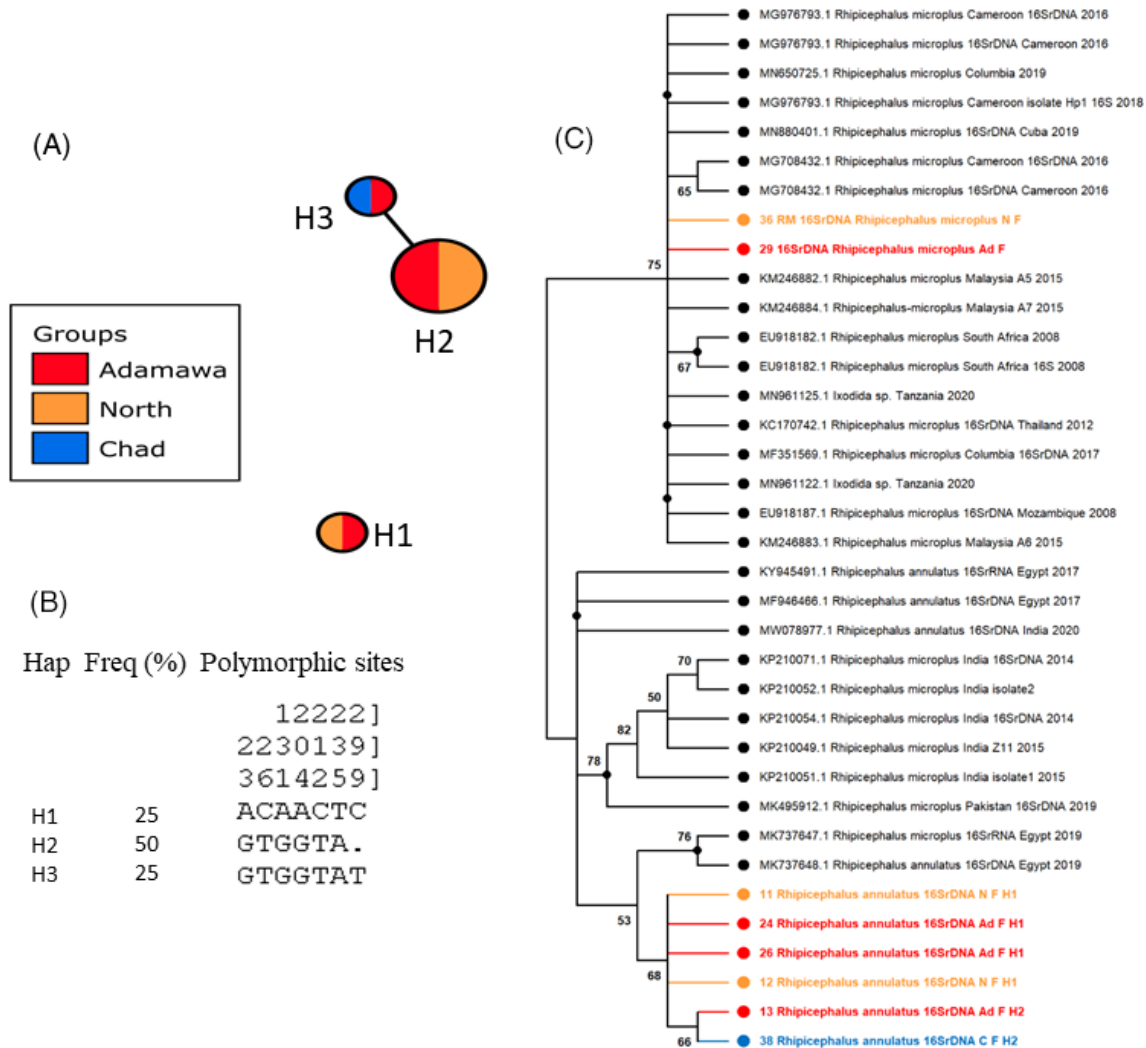 (A)
H3
H2
Groups
Adamawa
North
Chad
H1
(B)
Hap Freq (%) Polymorphic sites
12222]
2230139]
3614259]
H1 25 ACAACTC
H2 50 GTGGTA.
H3 25 GTGGTAT
(C)
MG976793.1 Rhipicephalus microplus Cameroon 16SrDNA 2016
MG976793.1 Rhipicephalus microplus 16SrDNA Cameroon 2016
MN650725.1 Rhipicephalus microplus Columbia 2019
MG976793.1 Rhipicephalus microplus Cameroon isolate Hp1 16S 2018
MN880401.1 Rhipicephalus microplus 16SrDNA Cuba 2019
MG708432.1 Rhipicephalus microplus Cameroon 16SrDNA 2016
65
MG708432.1 Rhipicephalus microplus Cameroon 16SrDNA 2016
36 RM 16SrDNA Rhipicephalus microplus N F
29 16SrDNA Rhipicephalus microplus Ad F
75
KM246882.1 Rhipicephalus microplus Malaysia A5 2015
KM246884.1 Rhipicephalus-microplus Malaysia A7 2015
EU918182.1 Rhipicephalus microplus South Africa 2008
67
EU918182.1 Rhipicephalus microplus South Africa 16S 2008
MN961125.1 Ixodida sp. Tanzania 2020
KC170742.1 Rhipicephalus microplus 16SrDNA Thailand 2012
MF351569.1 Rhipicephalus microplus Columbia 16SrDNA 2017
MN961122.1 Ixodida sp. Tanzania 2020
EU918187.1 Rhipicephalus microplus 16SrDNA Mozambique 2008
KM246883.1 Rhipicephalus microplus Malaysia A6 2015
KY945491.1 Rhipicephalus annulatus 16SrRNA Egypt 2017
MF946466.1 Rhipicephalus annulatus 16SrDNA Egypt 2017
MW078977.1 Rhipicephalus annulatus 16SrDNA India 2020
70
KP210071.1 Rhipicephalus microplus India 16SrDNA 2014
KP210052.1 Rhipicephalus microplus India isolate2
50
KP210054.1 Rhipicephalus microplus India 16SrDNA 2014
82
KP210049.1 Rhipicephalus microplus India Z11 2015
78
KP210051.1 Rhipicephalus microplus India isolate1 2015
MK495912.1 Rhipicephalus microplus Pakistan 16SrDNA 2019
76
MK737647.1 Rhipicephalus microplus 16SrRNA Egypt 2019
MK737648.1 Rhipicephalus annulatus 16SrDNA Egypt 2019
11 Rhipicephalus annulatus 16SrDNA N F H1
53
24 Rhipicephalus annulatus 16SrDNA Ad F H1
26 Rhipicephalus annulatus 16SrDNA Ad F H1
68
12 Rhipicephalus annulatus 16SrDNA N F H1
13 Rhipicephalus annulatus 16SrDNA Ad F H2
66
38 Rhipicephalus annulatus 16SrDNA C F H2